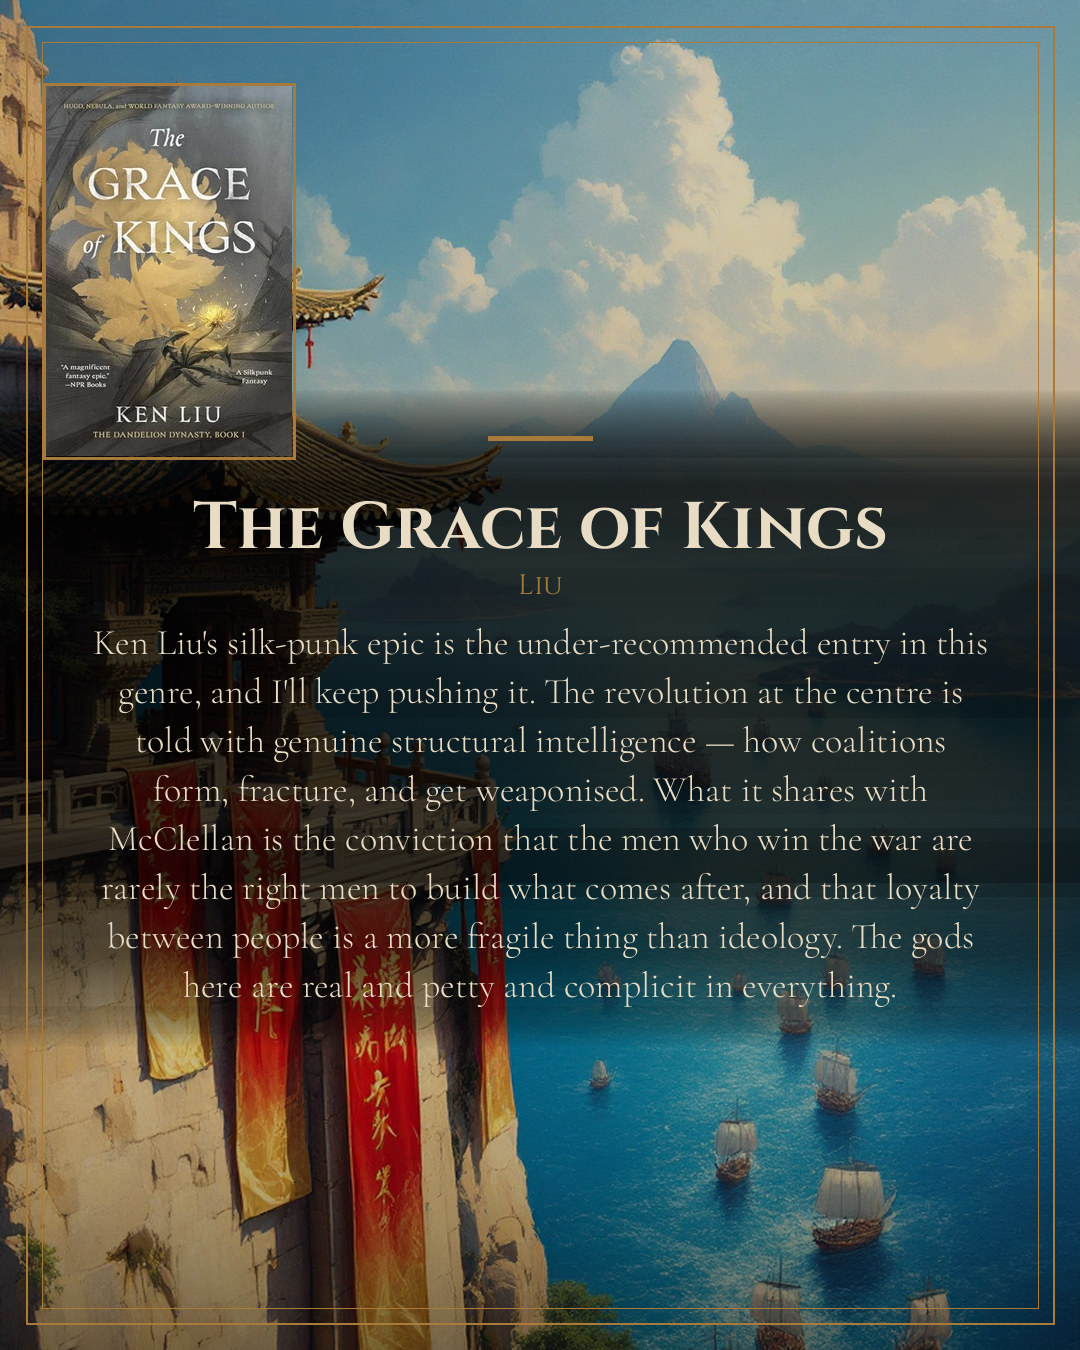 HUGO, NEBULA, and WORLD FANTASY AWARD–WINNING AUTHOR
The
GRACE
of KINGS
"A magnificent
fantasy epic."
—NPR Books
A Silkpunk
Fantasy
KEN LIU
THE DANDELION DYNASTY, BOOK I
The Grace of Kings
Liu
Ken Liu's silk-punk epic is the under-recommended entry in this
genre, and I'll keep pushing it. The revolution at the centre is
told with genuine structural intelligence — how coalitions
form, fracture, and get weaponised. What it shares with
McClellan is the conviction that the men who win the war are
rarely the right men to build what comes after, and that loyalty
between people is a more fragile thing than ideology. The gods
here are real and petty and complicit in everything.